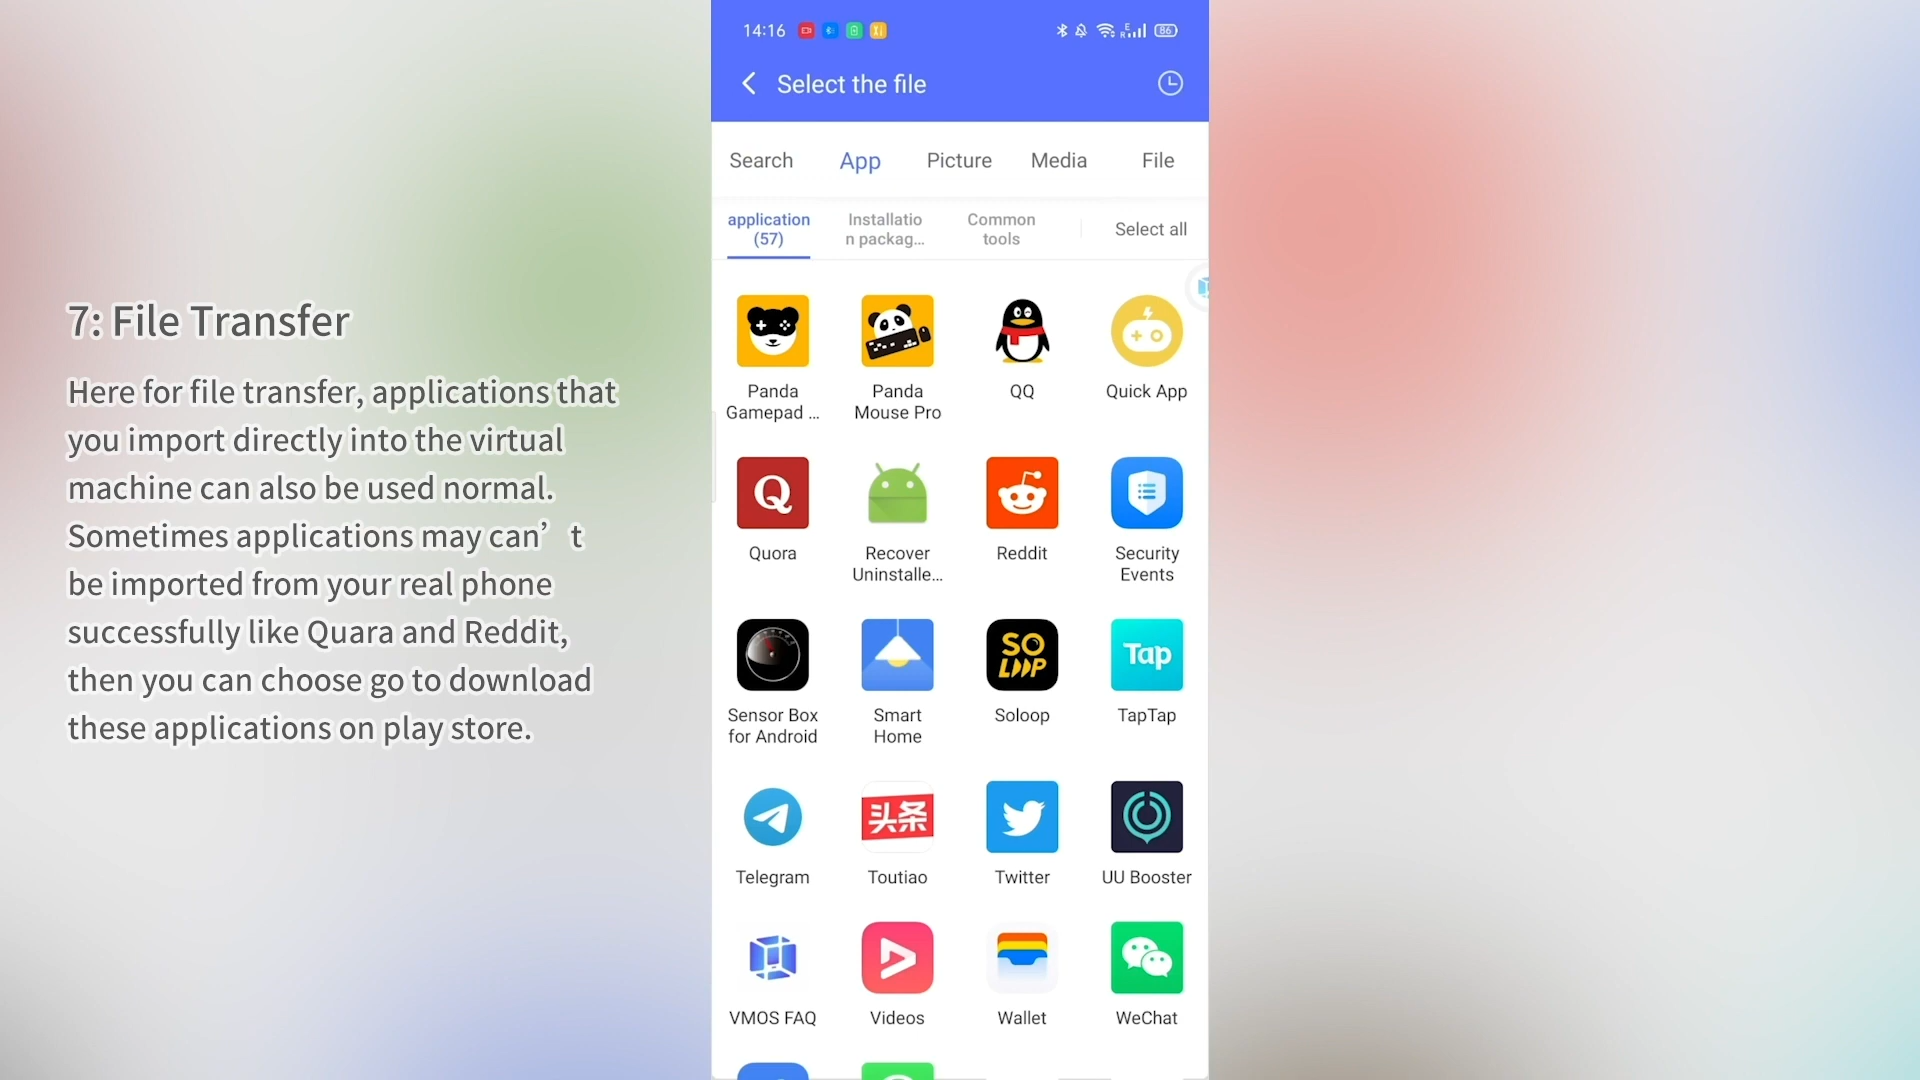 14:16
86
Select the file
Search
App
Picture
Media
File
application
(57)
Installatio
n packag...
Common
tools
Select all
7: File Transfer
Here for file transfer, applications that
you import directly into the virtual
machine can also be used normal.
Sometimes applications may can’ t
be imported from your real phone
successfully like Quara and Reddit,
then you can choose go to download
these applications on play store.
Panda
Gamepad ...
Panda
Mouse Pro
QQ
Quick App
Q
Quora
Recover
Uninstalle...
Reddit
Security
Events
Sensor Box
for Android
Smart
Home
SO
LOOP
Soloop
Tap
TapTap
Telegram
头条
Toutiao
Twitter
UU Booster
VMOS FAQ
Videos
Wallet
WeChat